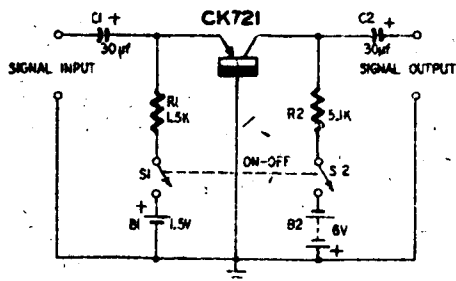 CK721
C1 +
30µf
C2 +
30µf
SIGNAL INPUT
SIGNAL OUTPUT
R1
1.5K
R2 5.1K
S1
ON-OFF
S2
+
B1 1.5V
B2 6V
+